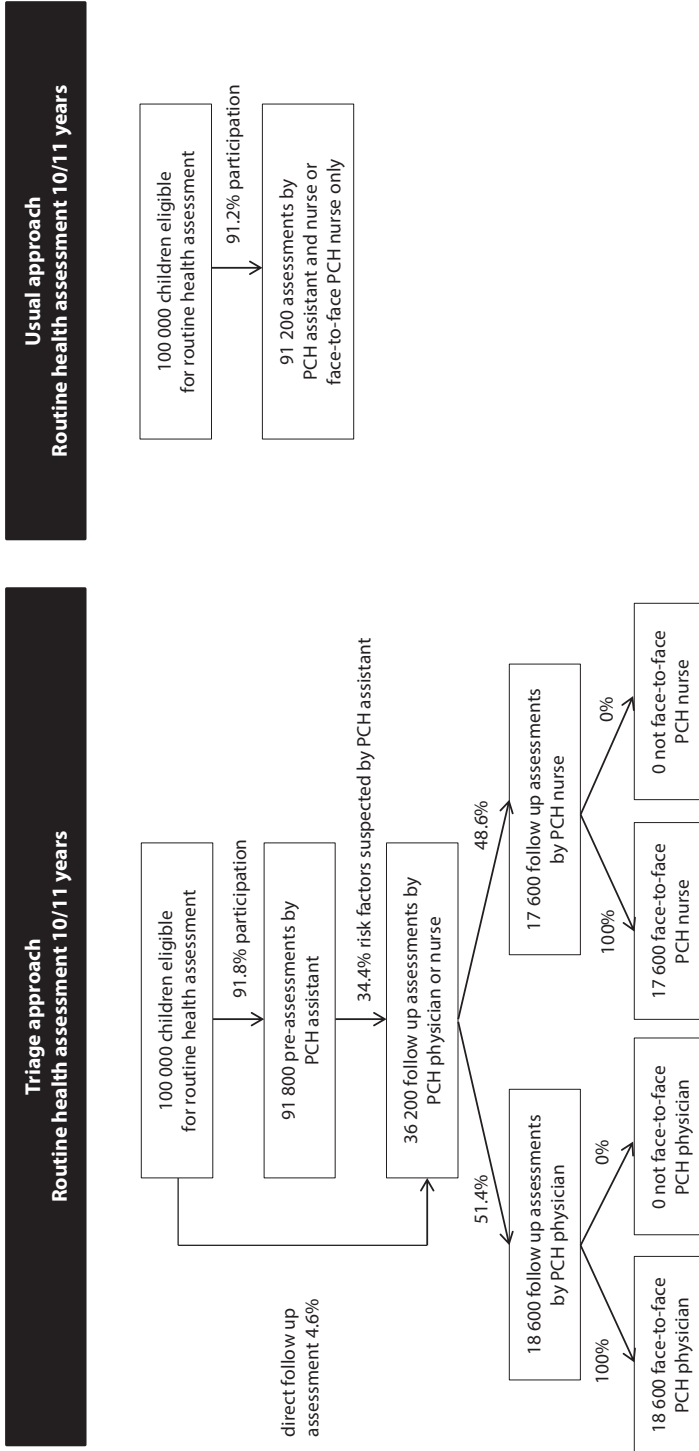 Triage approach
Routine health assessment 10/11 years
100 000 children eligible
for routine health assessment
91.8% participation
direct follow up
assessment 4.6%
91 800 pre-assessments by
PCH assistant
34.4% risk factors suspected by PCH assistant
36 200 follow up assessments by
PCH physician or nurse
51.4%
48.6%
18 600 follow up assessments
by PCH physician
17 600 follow up assessments
by PCH nurse
100%
0%
100%
0%
18 600 face-to-face
PCH physician
0 not face-to-face
PCH physician
17 600 face-to-face
PCH nurse
0 not face-to-face
PCH nurse
Usual approach
Routine health assessment 10/11 years
100 000 children eligible
for routine health assessment
91.2% participation
91 200 assessments by
PCH assistant and nurse or
face-to-face PCH nurse only